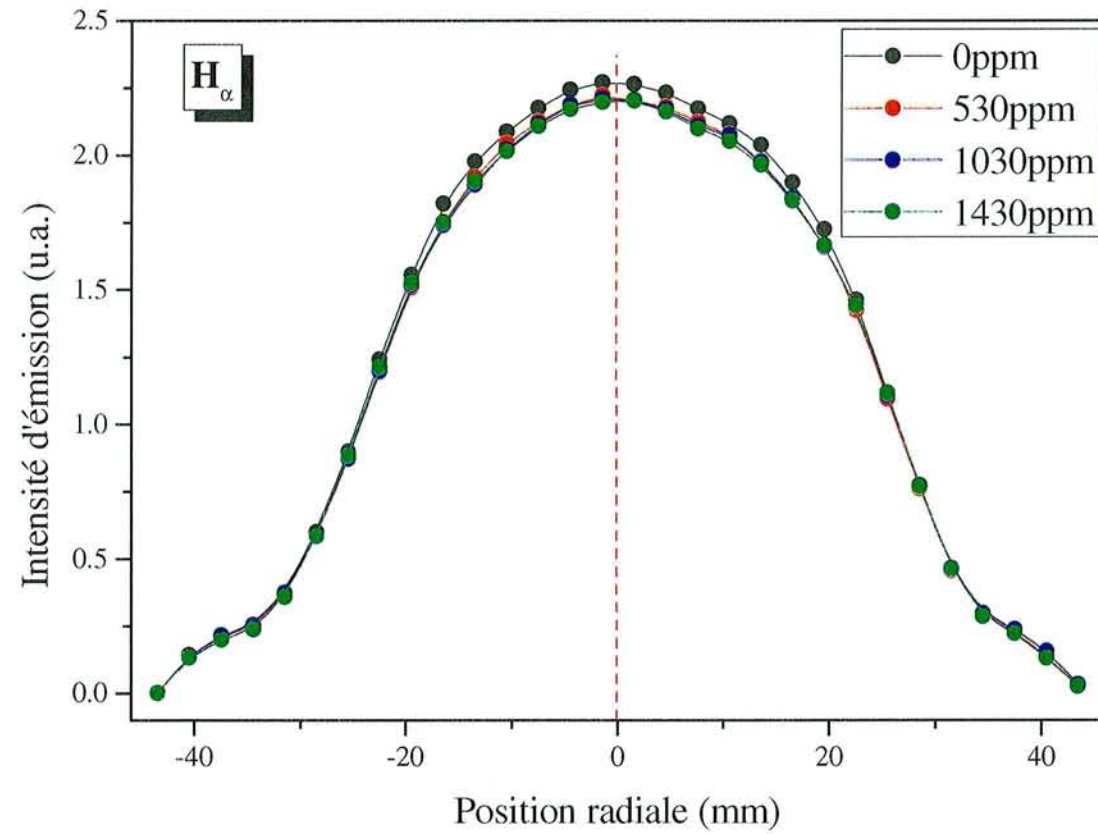 2.5
2.0
1.5
1.0
0.5
0.0
Intensité d'émission (u.a.)
Hα
0ppm
530ppm
1030ppm
1430ppm
-40 -20 0 20 40
Position radiale (mm)